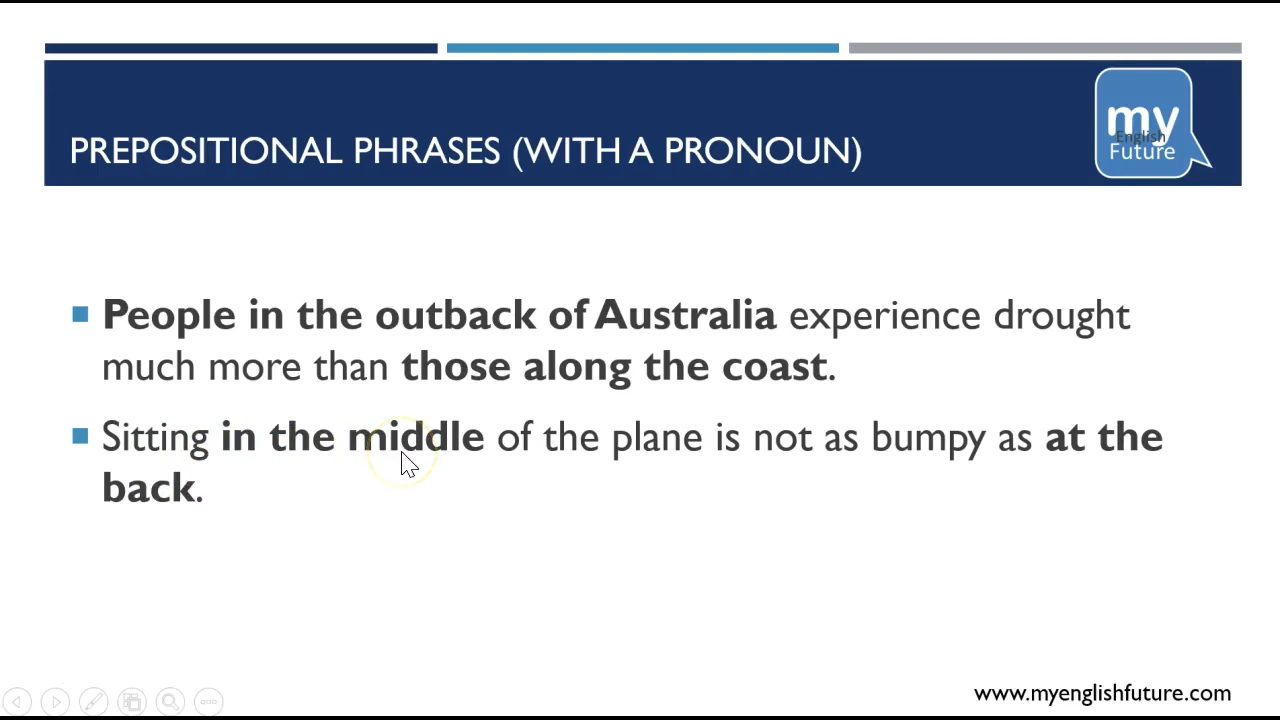 my
English
Future
PREPOSITIONAL PHRASES (WITH A PRONOUN)
People in the outback of Australia experience drought
much more than those along the coast.
Sitting in the middle of the plane is not as bumpy as at the
back.
www.myenglishfuture.com